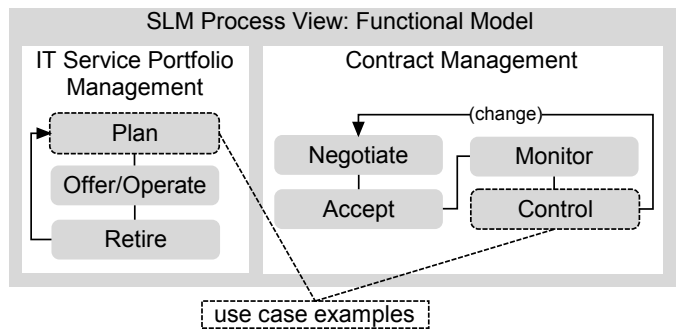 SLM Process View: Functional Model
IT Service Portfolio
Management
Plan
Offer/Operate
Retire
Contract Management
(change)
Negotiate
Accept
Monitor
Control
use case examples